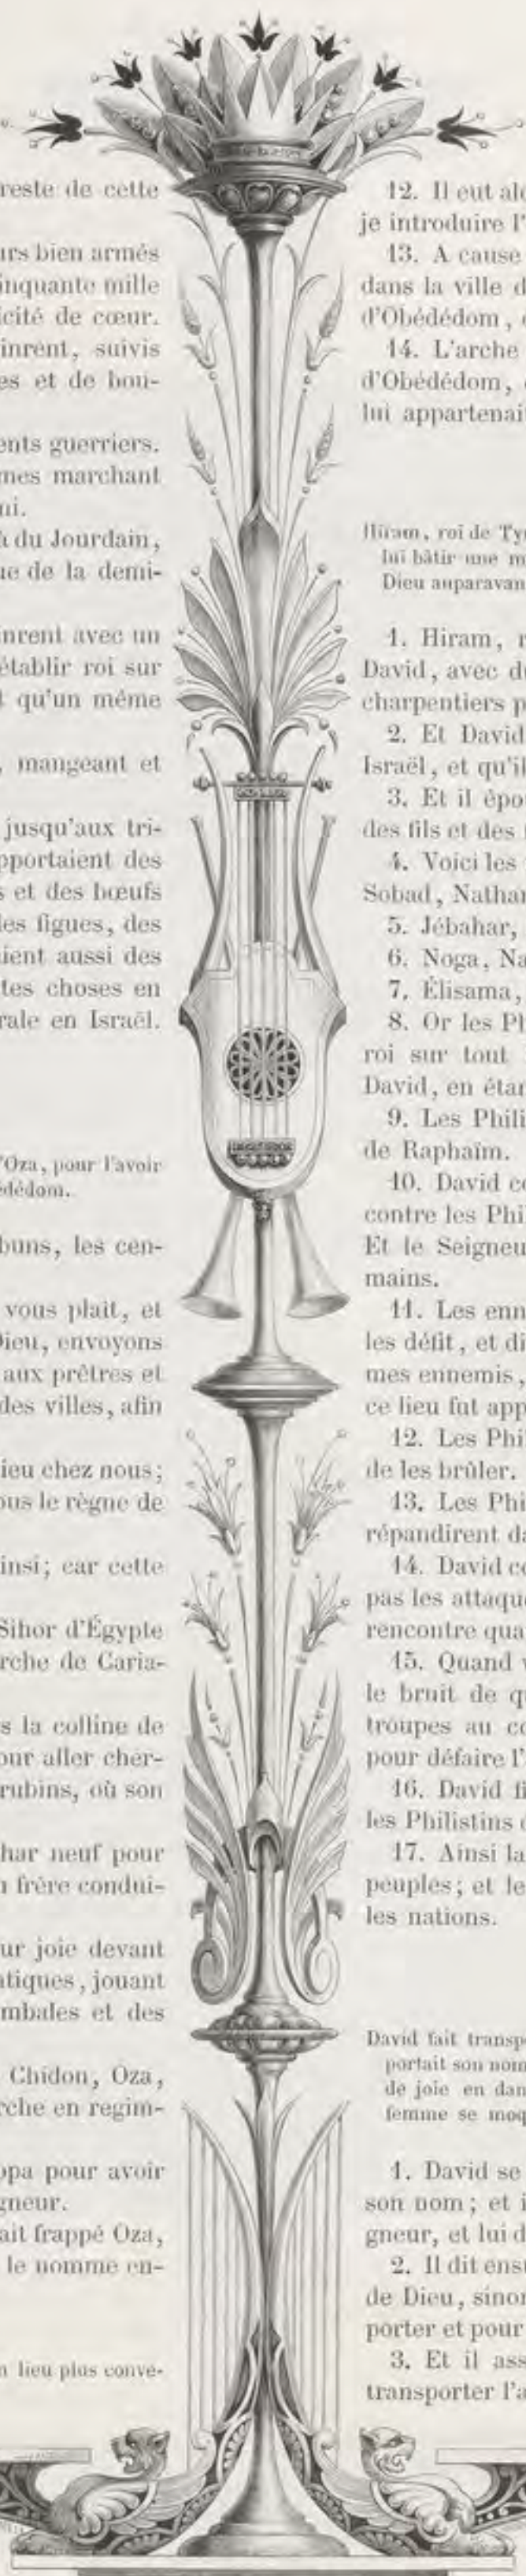 reste de cette
urs bien armés
inquante mille
icité de cœur.
inrent, suivis
es et de bou-
ents guerriers.
mes marchant
ni.
à du Jourdain,
ue de la demi-
inrent avec un
établir roi sur
t qu'un même
, mangeant et
jusqu'aux tri-
pportaient des
s et des bœufs
les figues, des
ient aussi des
tes choses en
rale en Israël.
'Oza, pour l'avoir
édédom.
buns, les cen-
vous plait, et
Dieu, envoyons
aux prêtres et
des villes, afin
ieu chez nous;
ous le règne de
insi; car cette
Sihor d'Égypte
rche de Caria-
s la colline de
our aller cher-
rubins, où son
har neuf pour
n frère condui-
ur joie devant
tiques, jouant
mbales et des
Chidon, Oza,
rche en regim-
ppa pour avoir
gneur.
ait frappé Oza,
le nomme en-
n lieu plus conve-
12. Il eut alo
je introduire l'
13. A cause
dans la ville d
d'Obédédom,
14. L'arche
d'Obédédom,
lui appartenai
Hiram, roi de Tyr
lui bâtir une m
Dieu auparavan
1. Hiram, r
David, avec du
charpentiers p
2. Et David
Israël, et qu'il
3. Et il épo
des fils et des
4. Voici les
Sobad, Nathan
5. Jébahar,
6. Noga, Na
7. Élisama,
8. Or les Ph
roi sur tout
David, en étan
9. Les Phili
de Raphaïm.
10. David co
contre les Phi
Et le Seigneu
mains.
11. Les enn
les défit, et di
mes ennemis,
ce lieu fut app
12. Les Phi
de les brûler.
13. Les Phi
répandirent da
14. David co
pas les attaqu
rencontre qua
15. Quand v
le bruit de qu
troupes au co
pour défaire l'
16. David fi
les Philistins
17. Ainsi la
peuples; et le
les nations.
David fait transp
portait son nom
de joie en dan
femme se moq
1. David se
son nom; et i
gneur, et lui d
2. Il dit ensu
de Dieu, sinon
porter et pour
3. Et il ass
transporter l'a